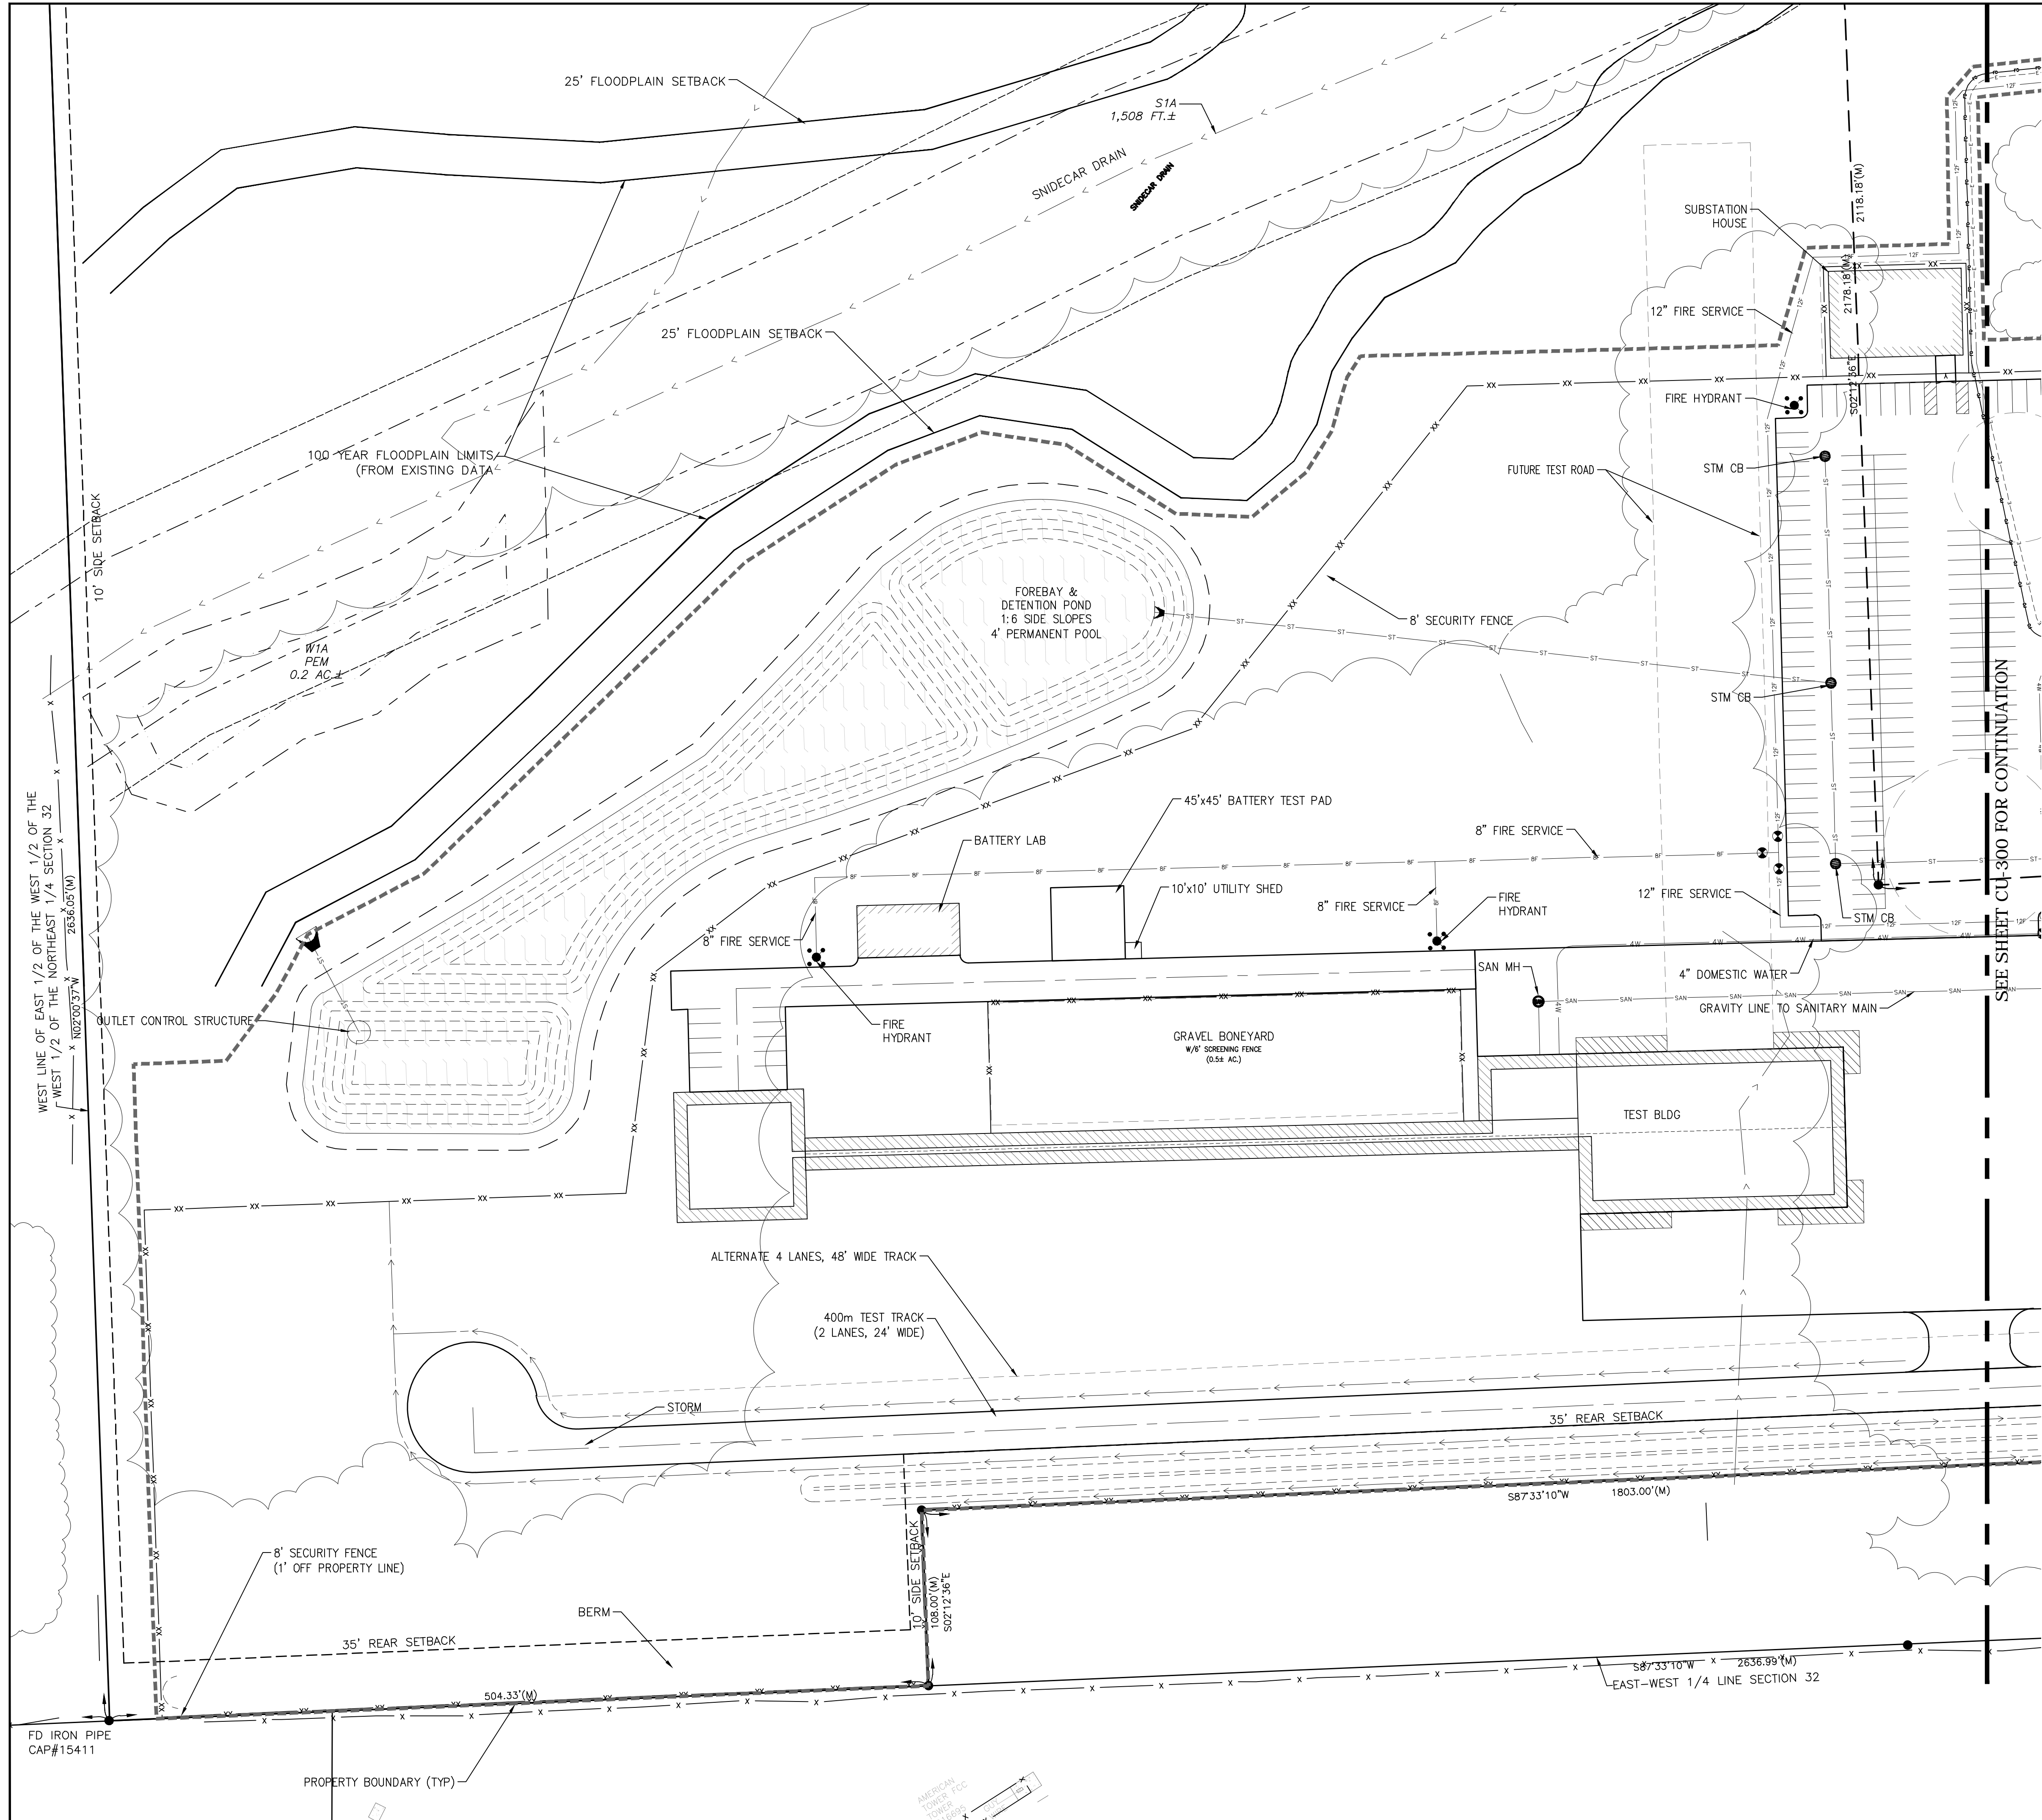 25' FLOODPLAIN SETBACK
S1A
1,508 FT.±
SNIDECAR DRAIN
SNIDECAR DRAIN
2118.18'(M)
SUBSTATION
HOUSE
2178.18'(M)
S02°12'36"E
12" FIRE SERVICE
25' FLOODPLAIN SETBACK
FIRE HYDRANT
100 YEAR FLOODPLAIN LIMITS
(FROM EXISTING DATA
FUTURE TEST ROAD
STM CB
10' SIDE SETBACK
FOREBAY &
DETENTION POND
1:6 SIDE SLOPES
4' PERMANENT POOL
8' SECURITY FENCE
W1A
PEM
0.2 AC.±
STM CB
SEE SHEET CU-300 FOR CONTINUATION
45'x45' BATTERY TEST PAD
BATTERY LAB
8" FIRE SERVICE
10'x10' UTILITY SHED
8" FIRE SERVICE
FIRE
HYDRANT
12" FIRE SERVICE
STM CB
8" FIRE SERVICE
WEST LINE OF EAST 1/2 OF THE WEST 1/2 OF THE
WEST 1/2 OF THE NORTHEAST 1/4 SECTION 32
N02°00'37"W
2636.05'(M)
SAN MH
4" DOMESTIC WATER
GRAVITY LINE TO SANITARY MAIN
OUTLET CONTROL STRUCTURE
FIRE
HYDRANT
GRAVEL BONEYARD
W/8' SCREENING FENCE
(0.5± AC.)
TEST BLDG
ALTERNATE 4 LANES, 48' WIDE TRACK
400m TEST TRACK
(2 LANES, 24' WIDE)
STORM
35' REAR SETBACK
S87°33'10"W 1803.00'(M)
8' SECURITY FENCE
(1' OFF PROPERTY LINE)
10' SIDE SETBACK
108.00'(M)
S02°12'36"E
BERM
35' REAR SETBACK
504.33'(M)
S87°33'10"W 2636.99'(M)
EAST-WEST 1/4 LINE SECTION 32
FD IRON PIPE
CAP#15411
PROPERTY BOUNDARY (TYP)
AMERICAN
TOWER FCC
TOWER